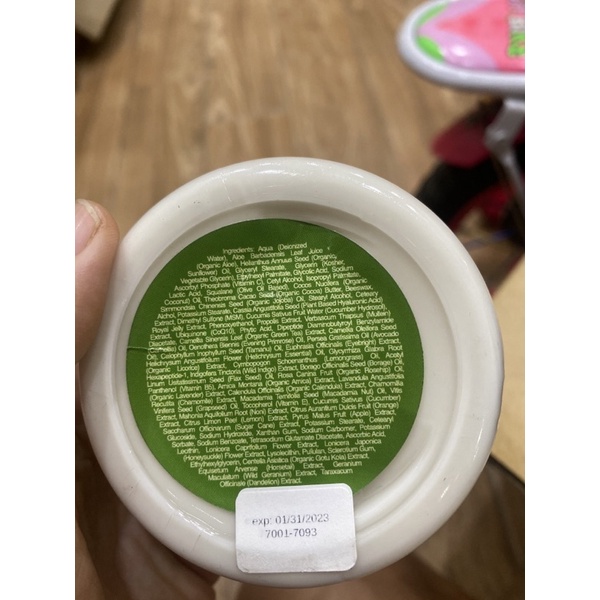 Ingredients: Aqua (Deionized
Water), Aloe Barbadensis Leaf Juice
(Organic Aloe), Helianthus Annuus Seed (Organic
Sunflower) Oil, Glyceryl Stearate, Glycerin (Kosher
Vegetable Glycerin), Ethylhexyl Palmitate, Glycolic Acid, Sodium
Ascorbyl Phosphate (Vitamin C), Cetyl Alcohol, Isopropyl Palmitate,
Lactic Acid, Squalane (Olive Oil Based), Cocos Nucifera (Organic
Coconut) Oil, Theobroma Cacao Seed (Organic Cocoa) Butter, Beeswax,
Simmondsia Chinensis Seed (Organic Jojoba) Oil, Stearyl Alcohol, Cetearyl
Alcohol, Potassium Stearate, Cassia Angustifolia Seed (Plant Based Hyaluronic Acid)
Extract, Dimethyl Sulfone (MSM), Cucumis Sativus Fruit Water (Cucumber Hydrosol),
Royal Jelly Extract, Phenoxyethanol, Propolis Extract, Verbascum Thapsus (Mullein)
Extract, Ubiquinone (CoQ10), Phytic Acid, Dipeptide Diaminobutyroyl Benzylamide
Diacetate, Camellia Sinensis Leaf (Organic Green Tea) Extract, Camellia Oleifera Seed
(Camellia) Oil, Oenothera Biennis (Evening Primrose) Oil, Persea Gratissima (Avocado)
Oil, Calophyllum Inophyllum Seed (Tamanu) Oil, Euphrasia Officinalis (Eyebright) Extract,
Helichrysum Angustifolium Flower (Helichrysum Essential) Oil, Glycyrrhiza Glabra Root
(Organic Licorice) Extract, Cymbopogon Schoenanthus (Lemongrass) Oil, Acetyl
Hexapeptide-1, Indigofera Tinctoria (Wild Indigo) Extract, Borago Officinalis Seed (Borage) Oil,
Linum Usitatissimum Seed (Flax Seed) Oil, Rosa Canina Fruit (Organic Rosehip) Oil,
Panthenol (Vitamin B5), Arnica Montana (Organic Arnica) Extract, Lavandula Angustifolia
(Organic Lavender) Extract, Calendula Officinalis (Organic Calendula) Extract, Chamomilla
Recutita (Chamomile) Extract, Macadamia Ternifolia Seed (Macadamia Nut) Oil, Vitis
Vinifera (Grapeseed) Oil, Tocopherol (Vitamin E), Cucumis Sativus (Cucumber)
Extract, Mahonia Aquifolium Root (Noni) Extract, Citrus Aurantium Dulcis Fruit (Orange)
Extract, Citrus Limon Peel (Lemon) Extract, Pyrus Malus Fruit (Apple) Extract,
Saccharum Officinarum (Sugar Cane) Extract, Potassium Stearate, Cetearyl
Glucoside, Sodium Hydroxide, Xanthan Gum, Sodium Carbomer, Potassium
Sorbate, Sodium Benzoate, Tetrasodium Glutamate Diacetate, Ascorbic Acid,
Lecithin, Lonicera Caprifolium Flower Extract, Lonicera Japonica
(Honeysuckle) Flower Extract, Lysolecithin, Pullulan, Sclerotium Gum,
Ethylhexylglycerin, Centella Asiatica (Organic Gotu Kola) Extract,
Equisetum Arvense (Horsetail) Extract, Geranium
Maculatum (Wild Geranium) Extract, Taraxacum
Officinale (Dandelion) Extract.
exp: 01/31/2023
7001-7093